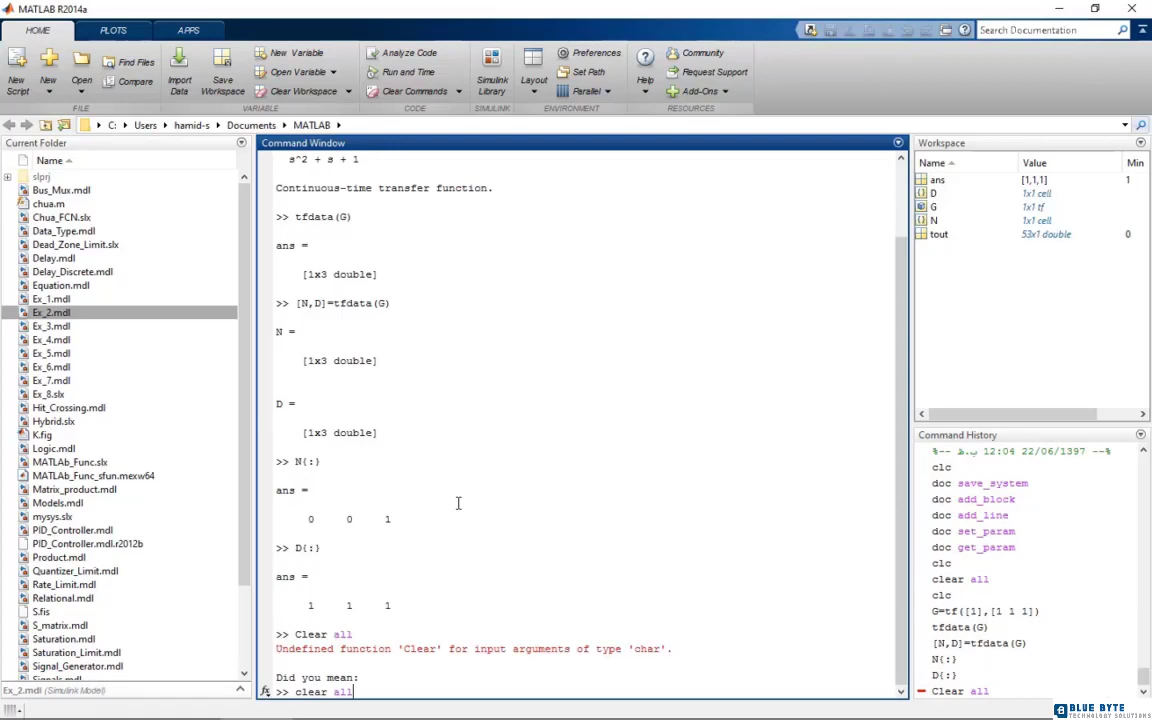 MATLAB R2014a
HOME PLOTS APPS
Search Documentation
New Script
New
Open
Find Files
Compare
Import Data
Save Workspace
New Variable
Open Variable
Clear Workspace
Analyze Code
Run and Time
Clear Commands
Simulink Library
Layout
Preferences
Set Path
Parallel
Help
Community
Request Support
Add-Ons
FILE VARIABLE CODE SIMULINK ENVIRONMENT RESOURCES
C: Users hamid-s Documents MATLAB
Current Folder
Name
slprj
Bus_Mux.mdl
chua.m
Chua_FCN.slx
Data_Type.mdl
Dead_Zone_Limit.slx
Delay.mdl
Delay_Discrete.mdl
Equation.mdl
Ex_1.mdl
Ex_2.mdl
Ex_3.mdl
Ex_4.mdl
Ex_5.mdl
Ex_6.mdl
Ex_7.mdl
Ex_8.slx
Hit_Crossing.mdl
Hybrid.slx
K.fig
Logic.mdl
MATLAb_Func.slx
MATLAb_Func_sfun.mexw64
Matrix_product.mdl
Models.mdl
mysys.slx
PID_Controller.mdl
PID_Controller.mdl.r2012b
Product.mdl
Quantizer_Limit.mdl
Rate_Limit.mdl
Relational.mdl
S.fis
S_matrix.mdl
Saturation.mdl
Saturation_Limit.mdl
Signal_Generator.mdl
Ex_2.mdl (Simulink Model)
Command Window
s^2 + s + 1
Continuous-time transfer function.
>> tfdata(G)
ans =
[1x3 double]
>> [N,D]=tfdata(G)
N =
[1x3 double]
D =
[1x3 double]
>> N{:}
ans =
0 0 1
>> D{:}
ans =
1 1 1
>> Clear all
Undefined function 'Clear' for input arguments of type 'char'.
Did you mean:
>> clear all
Workspace
Name Value Min
ans [1,1,1] 1
D 1x1 cell
G 1x1 tf
N 1x1 cell
tout 53x1 double 0
Command History
%-- ب.ظ 12:04 22/06/1397 --%
clc
doc save_system
doc add_block
doc add_line
doc set_param
doc get_param
clc
clear all
clc
G=tf([1],[1 1 1])
tfdata(G)
[N,D]=tfdata(G)
N{:}
D{:}
Clear all
BLUE BYTE
TECHNOLOGY SOLUTIONS